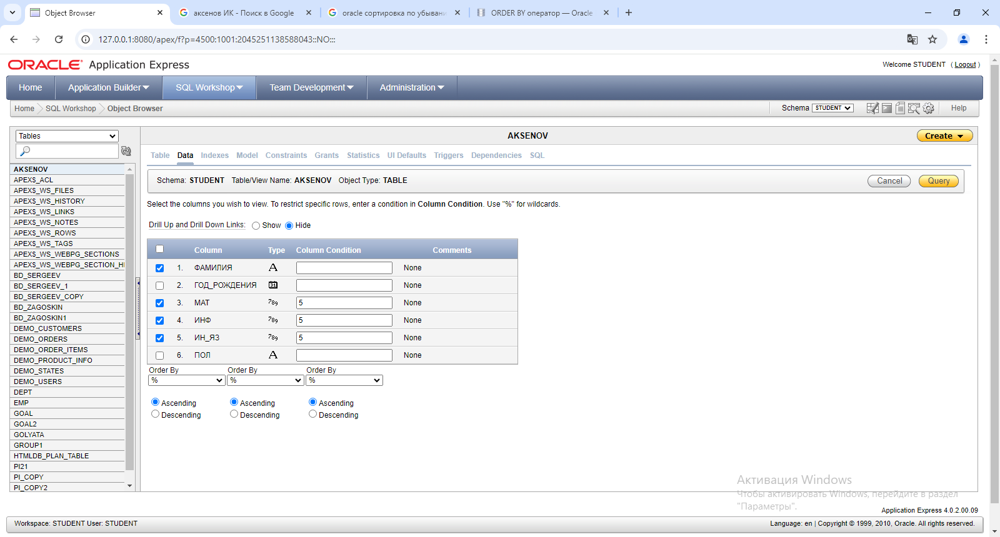 Object Browser
аксенов ИК - Поиск в Google
oracle сортировка по убывани
ORDER BY оператор — Oracle
127.0.0.1:8080/apex/f?p=4500:1001:2045251138588043::NO:::
ORACLE Application Express
Welcome STUDENT ( Logout )
Home Application Builder SQL Workshop Team Development Administration
Home SQL Workshop Object Browser
Schema STUDENT Help
Tables
AKSENOV
APEX$_ACL
APEX$_WS_FILES
APEX$_WS_HISTORY
APEX$_WS_LINKS
APEX$_WS_NOTES
APEX$_WS_ROWS
APEX$_WS_TAGS
APEX$_WS_WEBPG_SECTIONS
APEX$_WS_WEBPG_SECTION_HI
BD_SERGEEV
BD_SERGEEV_1
BD_SERGEEV_COPY
BD_ZAGOSKIN
BD_ZAGOSKIN1
DEMO_CUSTOMERS
DEMO_ORDERS
DEMO_ORDER_ITEMS
DEMO_PRODUCT_INFO
DEMO_STATES
DEMO_USERS
DEPT
EMP
GOAL
GOAL2
GOLYATA
GROUP1
HTMLDB_PLAN_TABLE
PI21
PI_COPY
PI_COPY2
AKSENOV
Create
Table Data Indexes Model Constraints Grants Statistics UI Defaults Triggers Dependencies SQL
Schema: STUDENT Table/View Name: AKSENOV Object Type: TABLE
Cancel Query
Select the columns you wish to view. To restrict specific rows, enter a condition in Column Condition. Use "%" for wildcards.
Drill Up and Drill Down Links: Show Hide
Column Type Column Condition Comments
1. ФАМИЛИЯ A None
2. ГОД_РОЖДЕНИЯ 31 None
3. МАТ 789 5 None
4. ИНФ 789 5 None
5. ИН_ЯЗ 789 5 None
6. ПОЛ A None
Order By Order By Order By
% % %
Ascending Ascending Ascending
Descending Descending Descending
Активация Windows
Чтобы активировать Windows, перейдите в раздел
"Параметры".
Application Express 4.0.2.00.09
Workspace: STUDENT User: STUDENT
Language: en | Copyright © 1999, 2010, Oracle. All rights reserved.